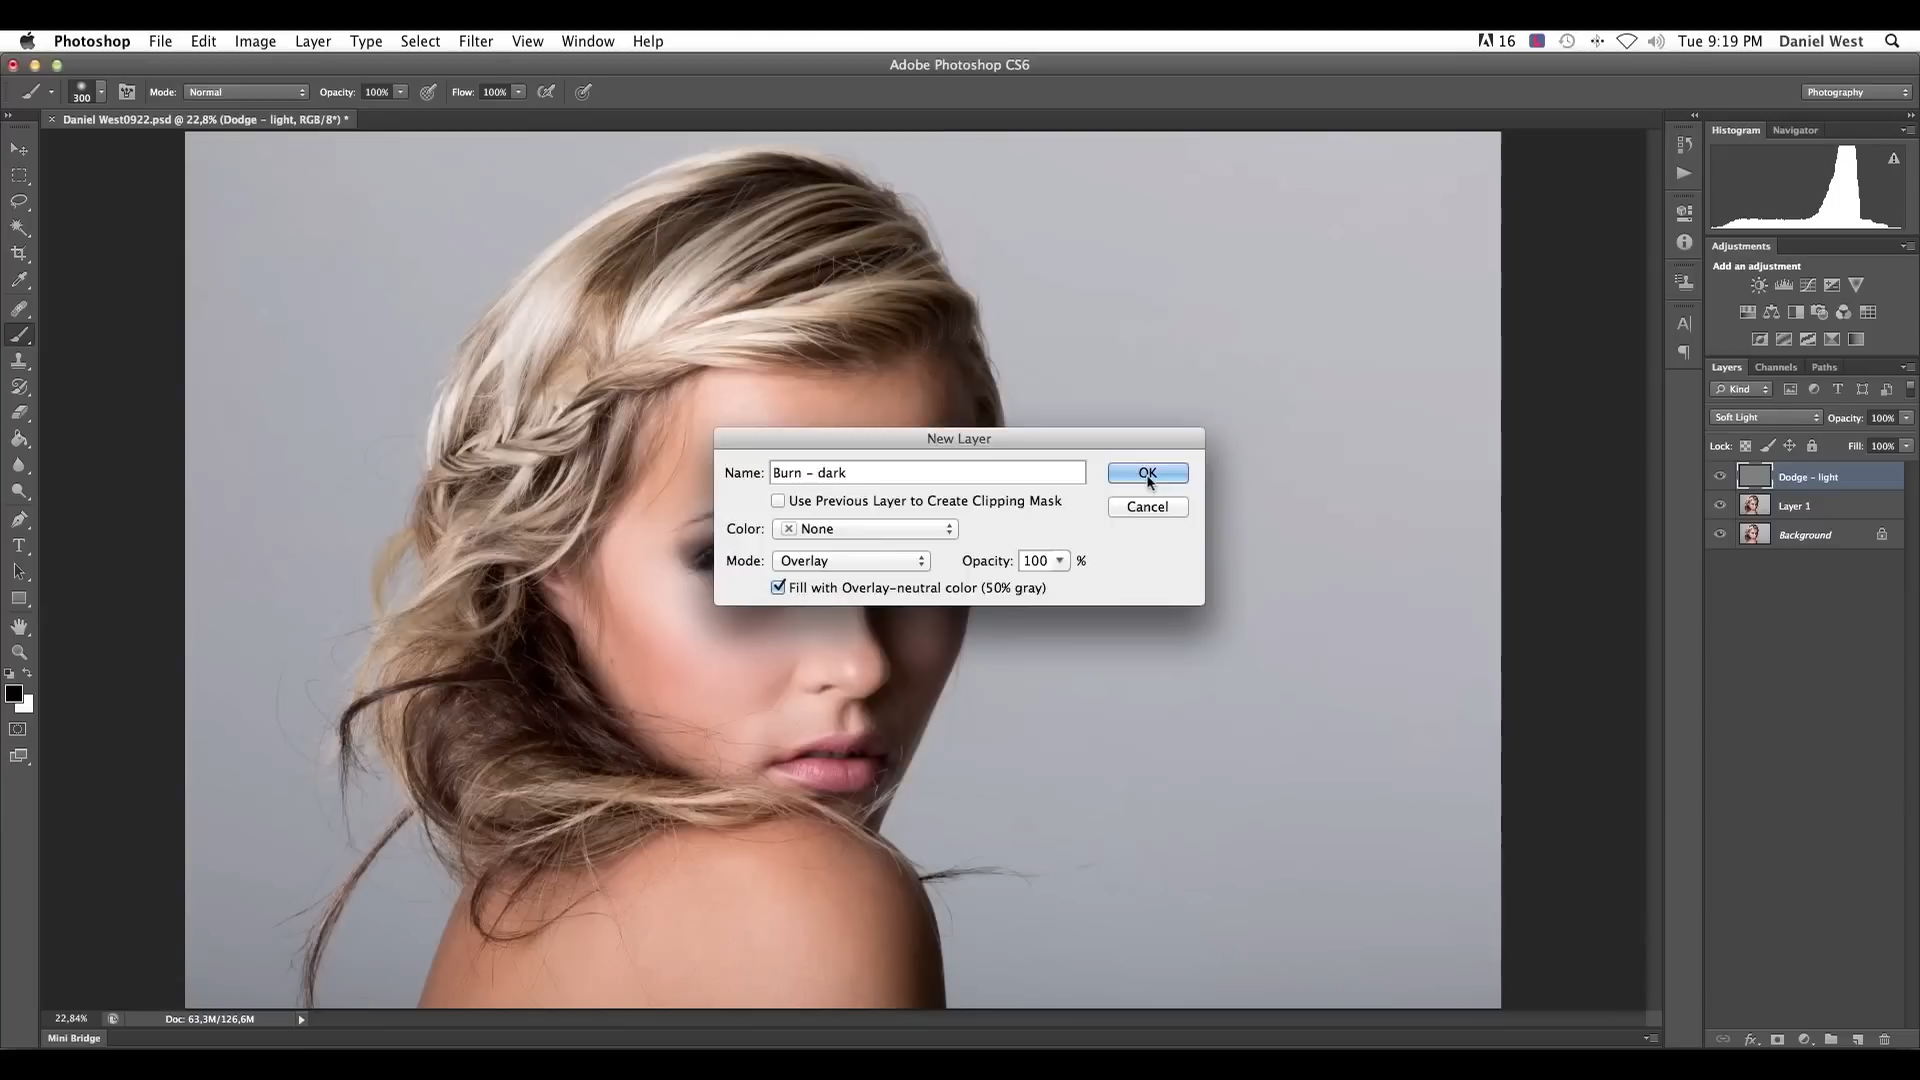 Photoshop File Edit Image Layer Type Select Filter View Window Help 16 Tue 9:19 PM Daniel West
Adobe Photoshop CS6
300 Mode: Normal Opacity: 100% Flow: 100% Photography
× Daniel West0922.psd @ 22,8% (Dodge - light, RGB/8*) *
Histogram Navigator
Adjustments
Add an adjustment
Layers Channels Paths
Kind
Soft Light Opacity: 100%
Lock: Fill: 100%
Dodge - light
Layer 1
Background
New Layer
Name: Burn - dark OK
Use Previous Layer to Create Clipping Mask Cancel
Color: None
Mode: Overlay Opacity: 100 %
Fill with Overlay-neutral color (50% gray)
22,84% Doc: 63,3M/126,6M
Mini Bridge